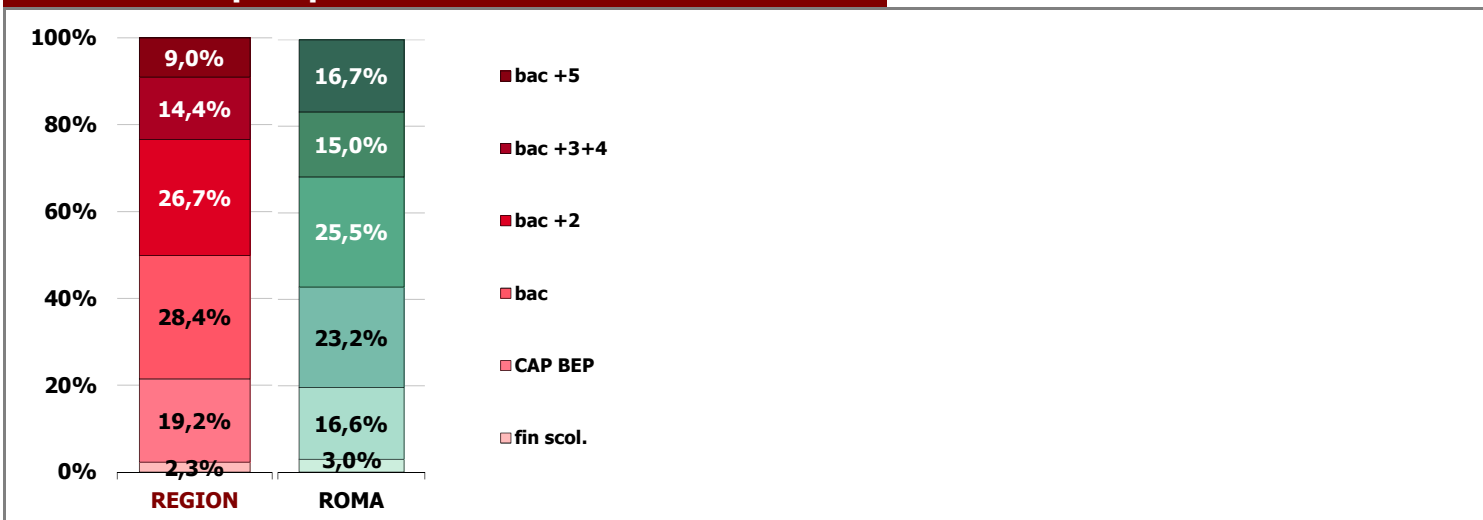 100%
80%
60%
40%
20%
0%
9,0%
14,4%
26,7%
28,4%
19,2%
2,3%
REGION
16,7%
15,0%
25,5%
23,2%
16,6%
3,0%
ROMA
bac +5
bac +3+4
bac +2
bac
CAP BEP
fin scol.